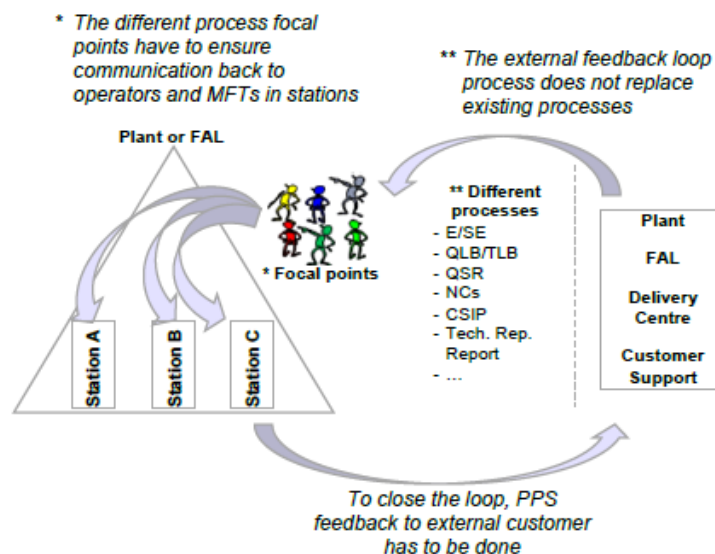 * The different process focal
points have to ensure
communication back to
operators and MFTs in stations
** The external feedback loop
process does not replace
existing processes
Plant or FAL
* Focal points
Station A
Station B
Station C
** Different
processes
- E/SE
- QLB/TLB
- QSR
- NCs
- CSIP
- Tech. Rep.
Report
- ...
Plant
FAL
Delivery
Centre
Customer
Support
To close the loop, PPS
feedback to external customer
has to be done